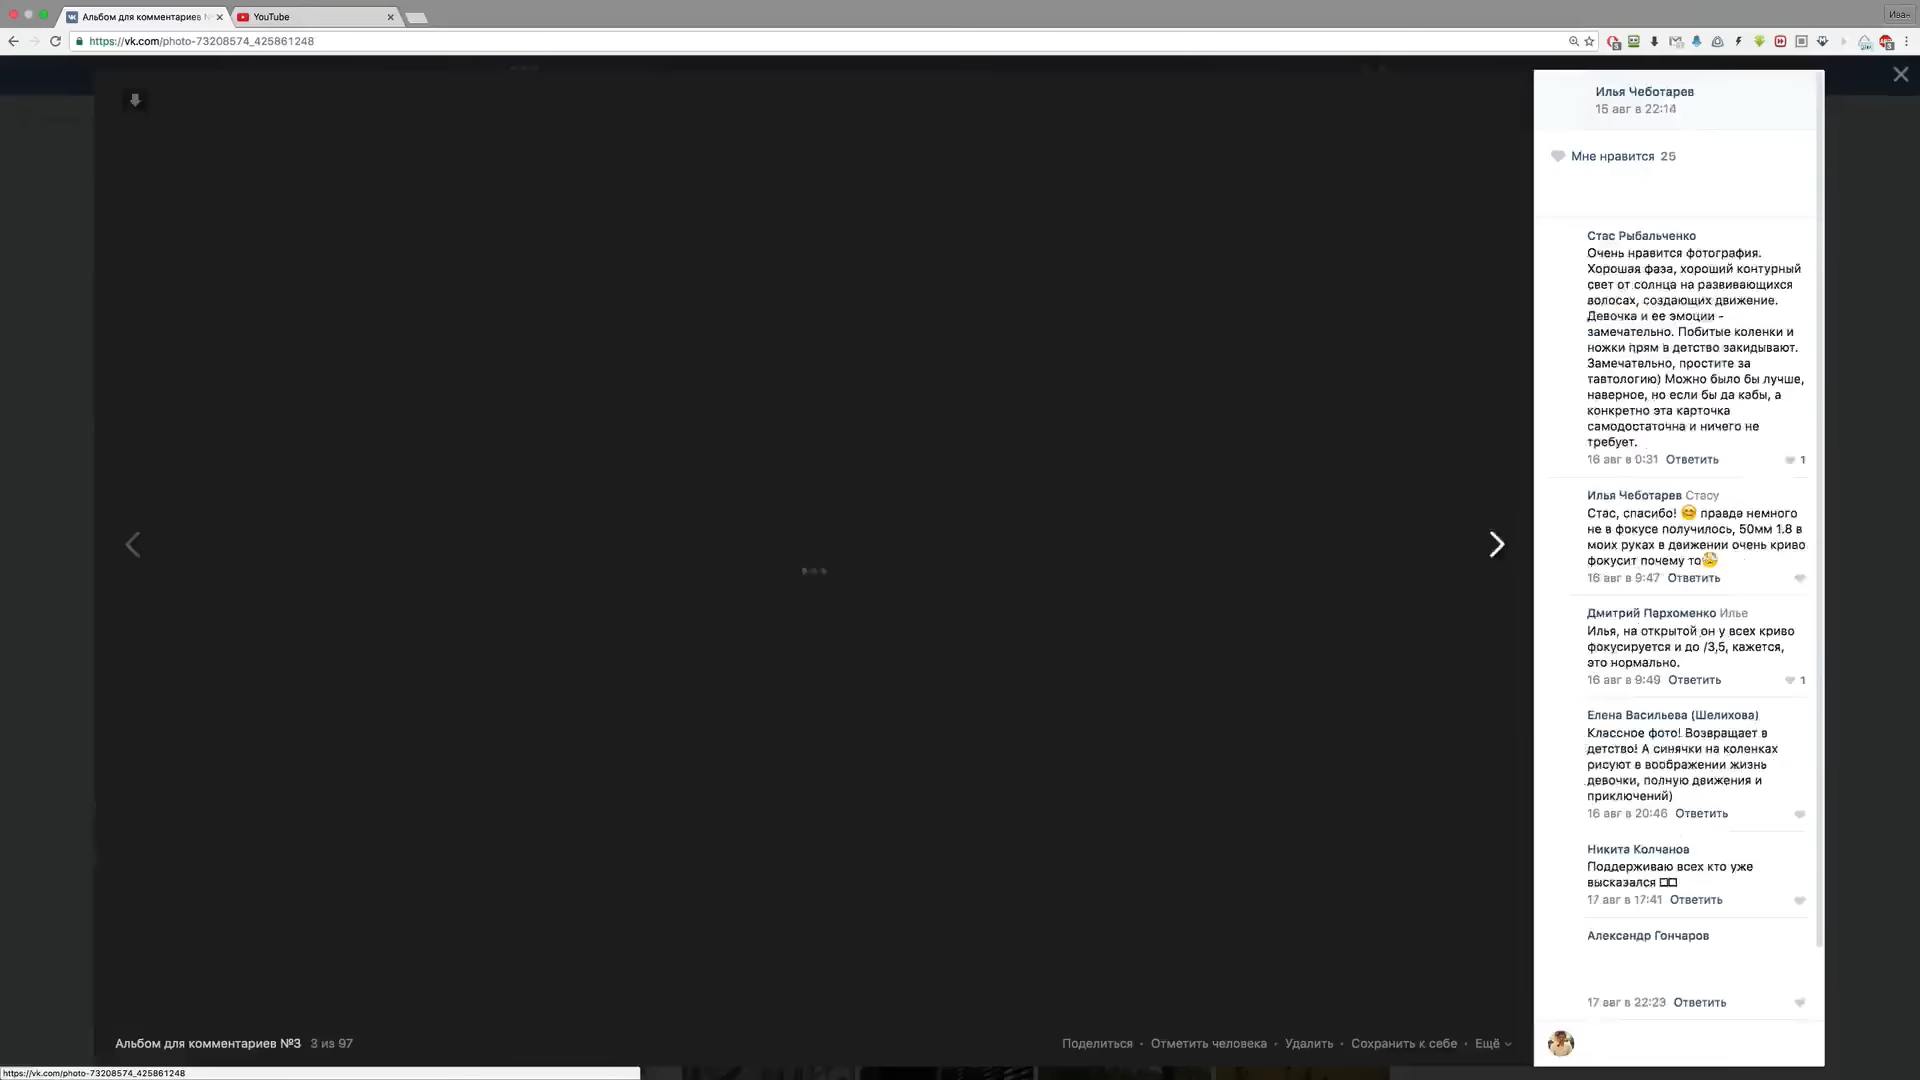 Альбом для комментариев №
YouTube
Иван
https://vk.com/photo-73208574_425861248
Илья Чеботарев
15 авг в 22:14
Мне нравится 25
Стас Рыбальченко
Очень нравится фотография.
Хорошая фаза, хороший контурный
свет от солнца на развивающихся
волосах, создающих движение.
Девочка и ее эмоции -
замечательно. Побитые коленки и
ножки прям в детство закидывают.
Замечательно, простите за
тавтологию) Можно было бы лучше,
наверное, но если бы да кабы, а
конкретно эта карточка
самодостаточна и ничего не
требует.
16 авг в 0:31 Ответить 1
Илья Чеботарев Стасу
Стас, спасибо! 😊 правда немного
не в фокусе получилось, 50мм 1.8 в
моих руках в движении очень криво
фокусит почему то
16 авг в 9:47 Ответить
Дмитрий Пархоменко Илье
Илья, на открытой он у всех криво
фокусируется и до /3,5, кажется,
это нормально.
16 авг в 9:49 Ответить 1
Елена Васильева (Шелихова)
Классное фото! Возвращает в
детство! А синячки на коленках
рисуют в воображении жизнь
девочки, полную движения и
приключений)
16 авг в 20:46 Ответить
Никита Колчанов
Поддерживаю всех кто уже
высказался
17 авг в 17:41 Ответить
Александр Гончаров
17 авг в 22:23 Ответить
Альбом для комментариев №3 3 из 97
Поделиться · Отметить человека · Удалить · Сохранить к себе · Ещё
https://vk.com/photo-73208574_425861248